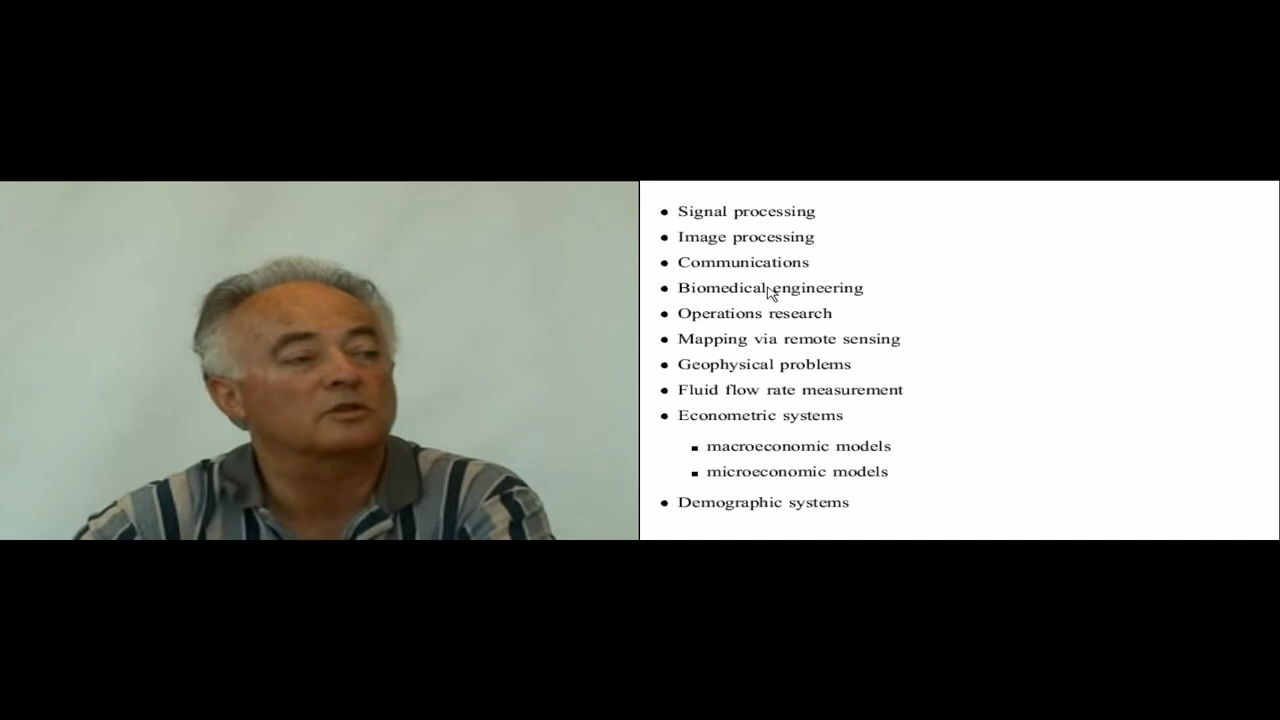 • Signal processing
• Image processing
• Communications
• Biomedical engineering
• Operations research
• Mapping via remote sensing
• Geophysical problems
• Fluid flow rate measurement
• Econometric systems
▪ macroeconomic models
▪ microeconomic models
• Demographic systems